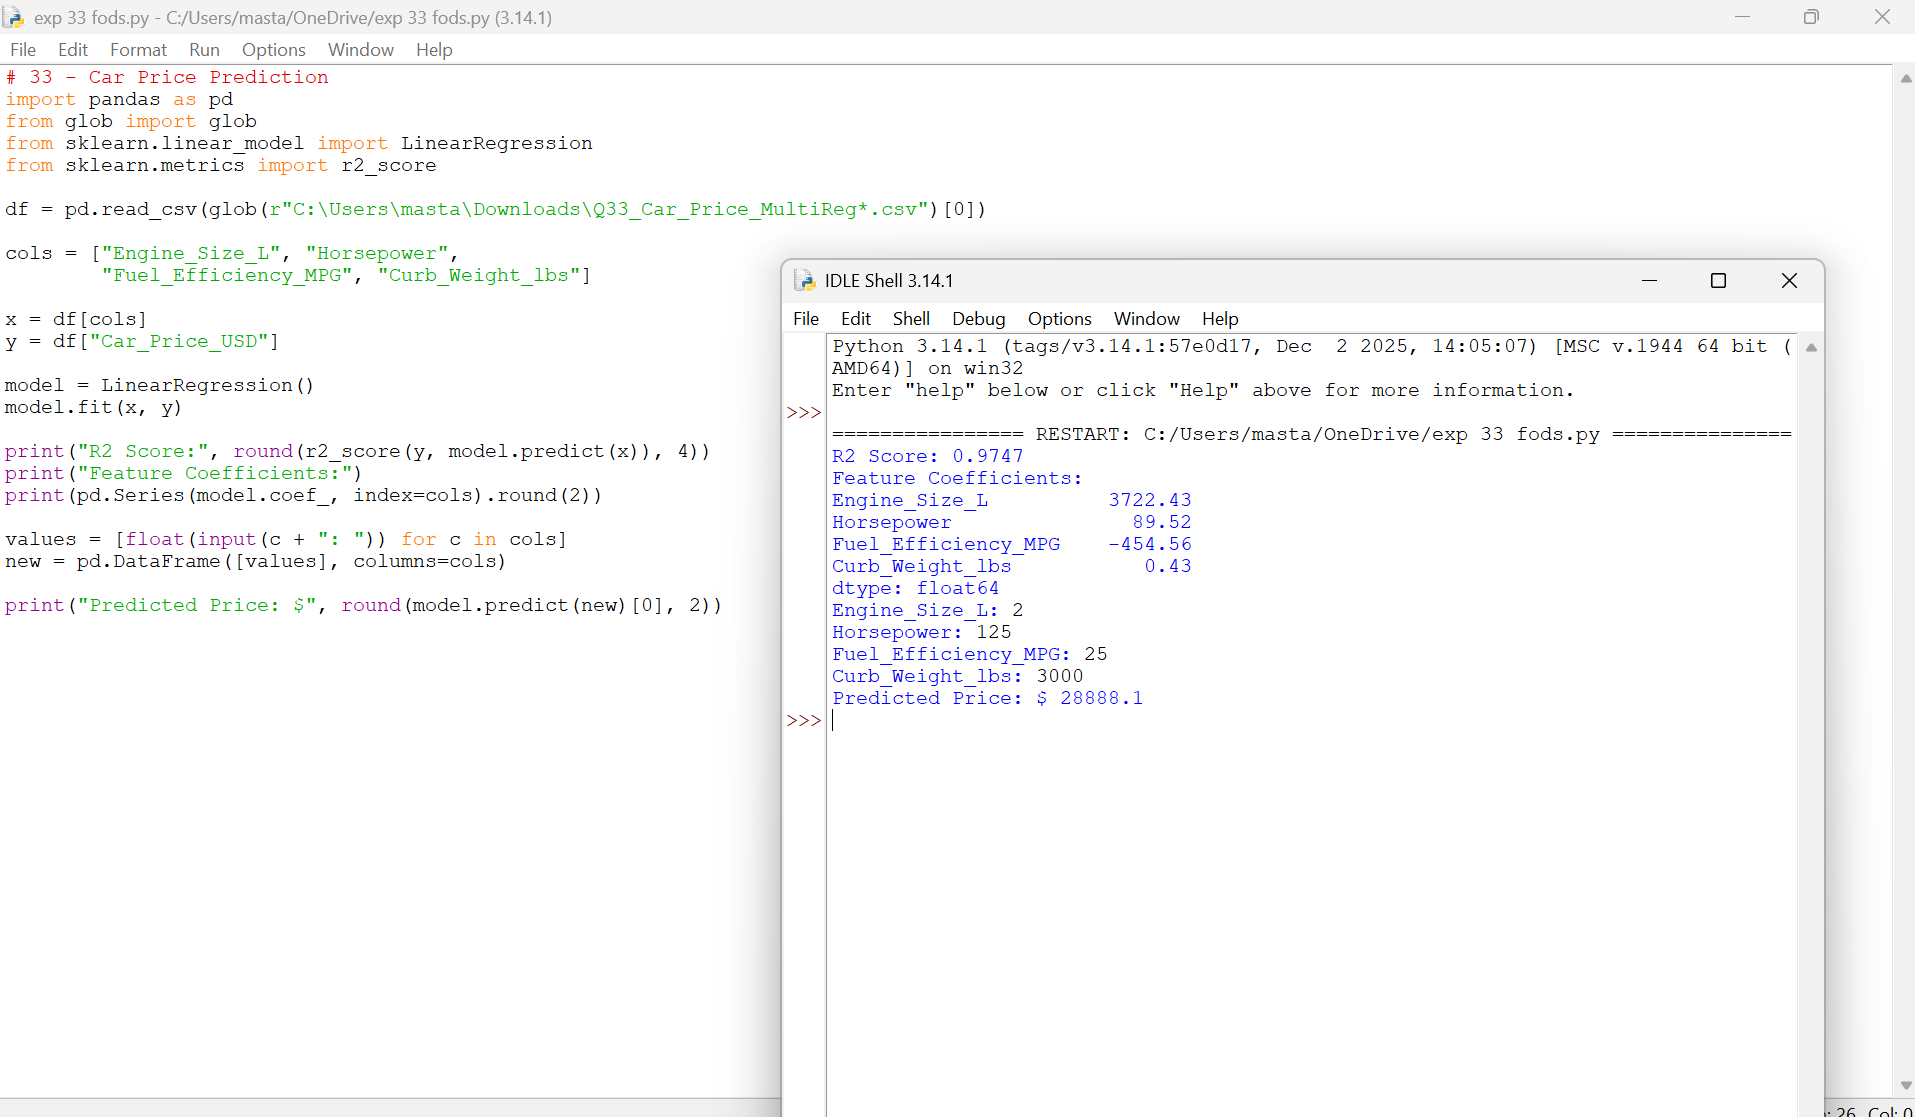 exp 33 fods.py - C:/Users/masta/OneDrive/exp 33 fods.py (3.14.1)
File Edit Format Run Options Window Help
# 33 - Car Price Prediction
import pandas as pd
from glob import glob
from sklearn.linear_model import LinearRegression
from sklearn.metrics import r2_score
df = pd.read_csv(glob(r"C:\Users\masta\Downloads\Q33_Car_Price_MultiReg*.csv")[0])
cols = ["Engine_Size_L", "Horsepower",
"Fuel_Efficiency_MPG", "Curb_Weight_lbs"]
x = df[cols]
y = df["Car_Price_USD"]
model = LinearRegression()
model.fit(x, y)
print("R2 Score:", round(r2_score(y, model.predict(x)), 4))
print("Feature Coefficients:")
print(pd.Series(model.coef_, index=cols).round(2))
values = [float(input(c + ": ")) for c in cols]
new = pd.DataFrame([values], columns=cols)
print("Predicted Price: $", round(model.predict(new)[0], 2))
IDLE Shell 3.14.1
File Edit Shell Debug Options Window Help
Python 3.14.1 (tags/v3.14.1:57e0d17, Dec  2 2025, 14:05:07) [MSC v.1944 64 bit (
AMD64)] on win32
Enter "help" below or click "Help" above for more information.
>>>
================ RESTART: C:/Users/masta/OneDrive/exp 33 fods.py ===============
R2 Score: 0.9747
Feature Coefficients:
Engine_Size_L          3722.43
Horsepower               89.52
Fuel_Efficiency_MPG    -454.56
Curb_Weight_lbs           0.43
dtype: float64
Engine_Size_L: 2
Horsepower: 125
Fuel_Efficiency_MPG: 25
Curb_Weight_lbs: 3000
Predicted Price: $ 28888.1
>>>
26 Col: 0